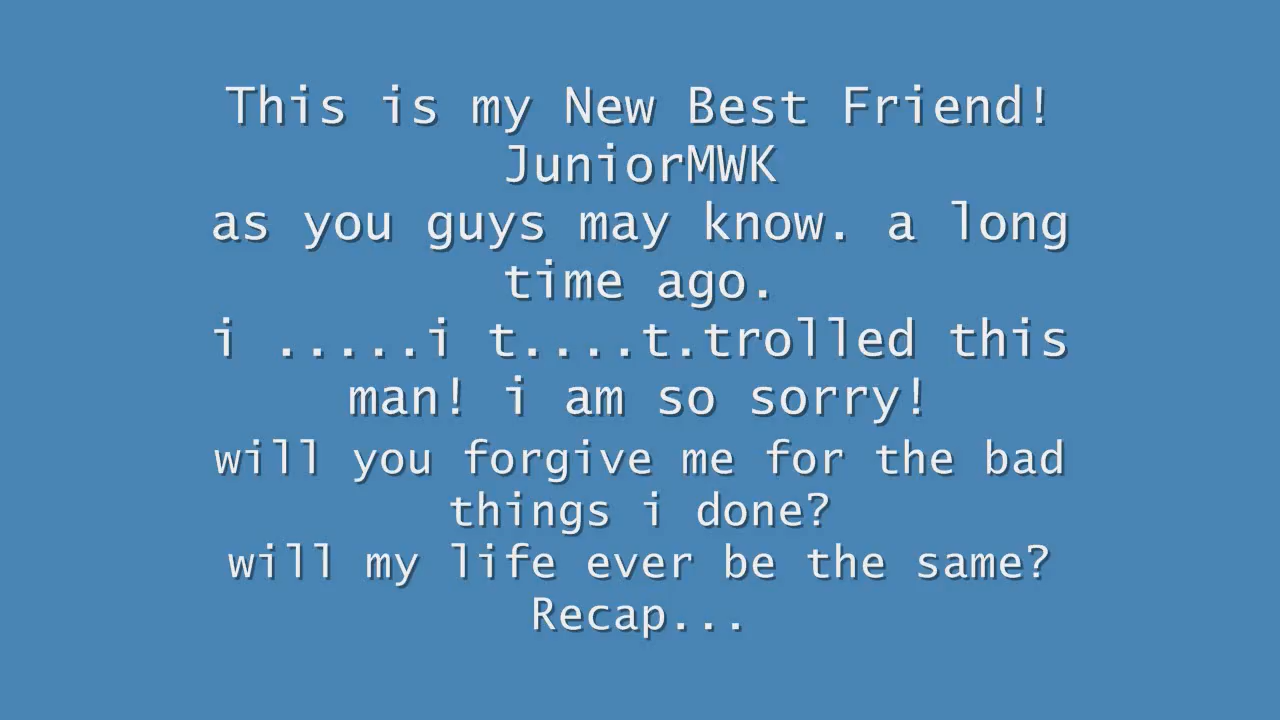 This is my New Best Friend!
JuniorMWK
as you guys may know. a long
time ago.
i .....i t....t.trolled this
man! i am so sorry!
will you forgive me for the bad
things i done?
will my life ever be the same?
Recap...